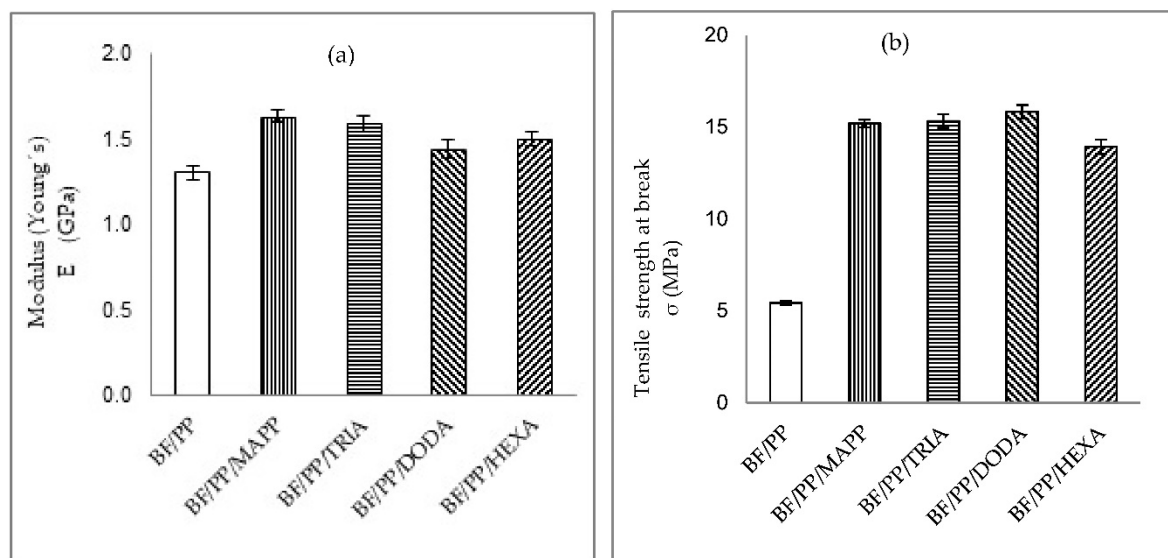 (a)
2.0
1.5
1.0
0.5
0.0
Modulus (Young´s)
E (GPa)
BF/PP
BF/PP/MAPP
BF/PP/TRIA
BF/PP/DODA
BF/PP/HEXA
(b)
20
15
10
5
0
Tensile strength at break
σ (MPa)
BF/PP
BF/PP/MAPP
BF/PP/TRIA
BF/PP/DODA
BF/PP/HEXA